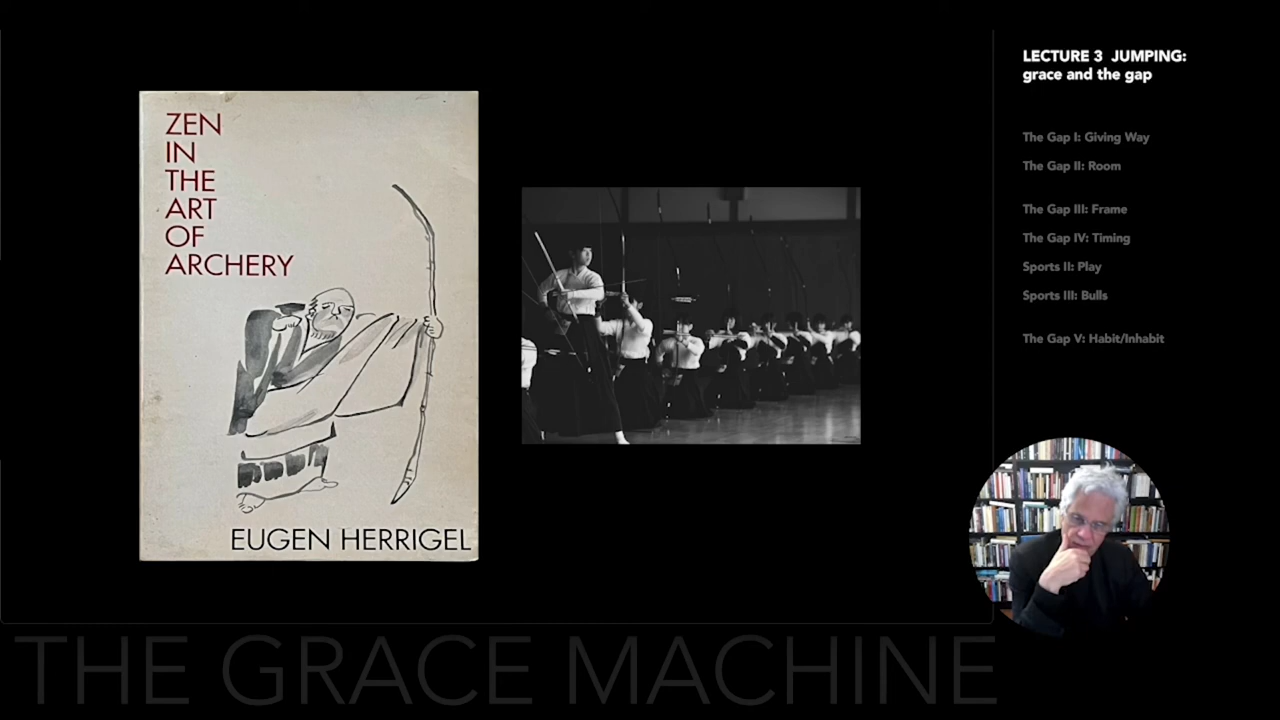 ZEN
IN
THE
ART
OF
ARCHERY
EUGEN HERRIGEL
LECTURE 3 JUMPING:
grace and the gap
The Gap I: Giving Way
The Gap II: Room
The Gap III: Frame
The Gap IV: Timing
Sports II: Play
Sports III: Bulls
The Gap V: Habit/Inhabit
THE GRACE MACHINE